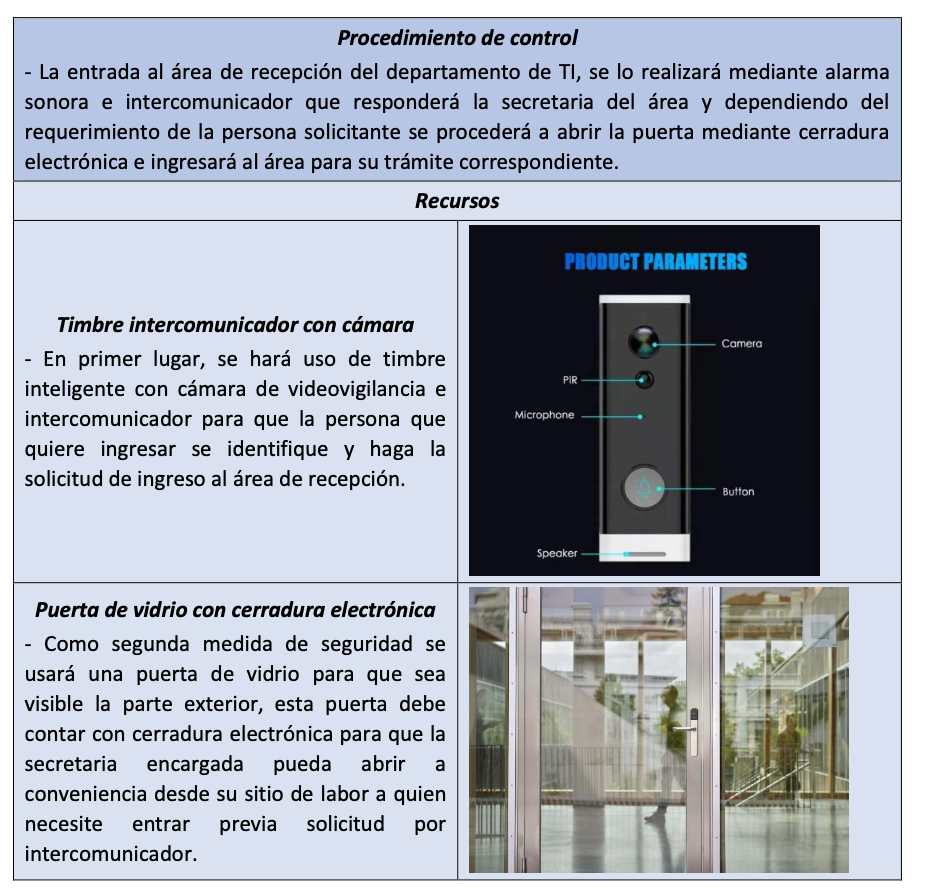 Procedimiento de control
- La entrada al área de recepción del departamento de TI, se lo realizará mediante alarma
sonora e intercomunicador que responderá la secretaria del área y dependiendo del
requerimiento de la persona solicitante se procederá a abrir la puerta mediante cerradura
electrónica e ingresará al área para su trámite correspondiente.
Recursos
Timbre intercomunicador con cámara
- En primer lugar, se hará uso de timbre
inteligente con cámara de videovigilancia e
intercomunicador para que la persona que
quiere ingresar se identifique y haga la
solicitud de ingreso al área de recepción.
PRODUCT PARAMETERS
Camera
PIR
Microphone
Button
Speaker
Puerta de vidrio con cerradura electrónica
- Como segunda medida de seguridad se
usará una puerta de vidrio para que sea
visible la parte exterior, esta puerta debe
contar con cerradura electrónica para que la
secretaria encargada pueda abrir a
conveniencia desde su sitio de labor a quien
necesite entrar previa solicitud por
intercomunicador.